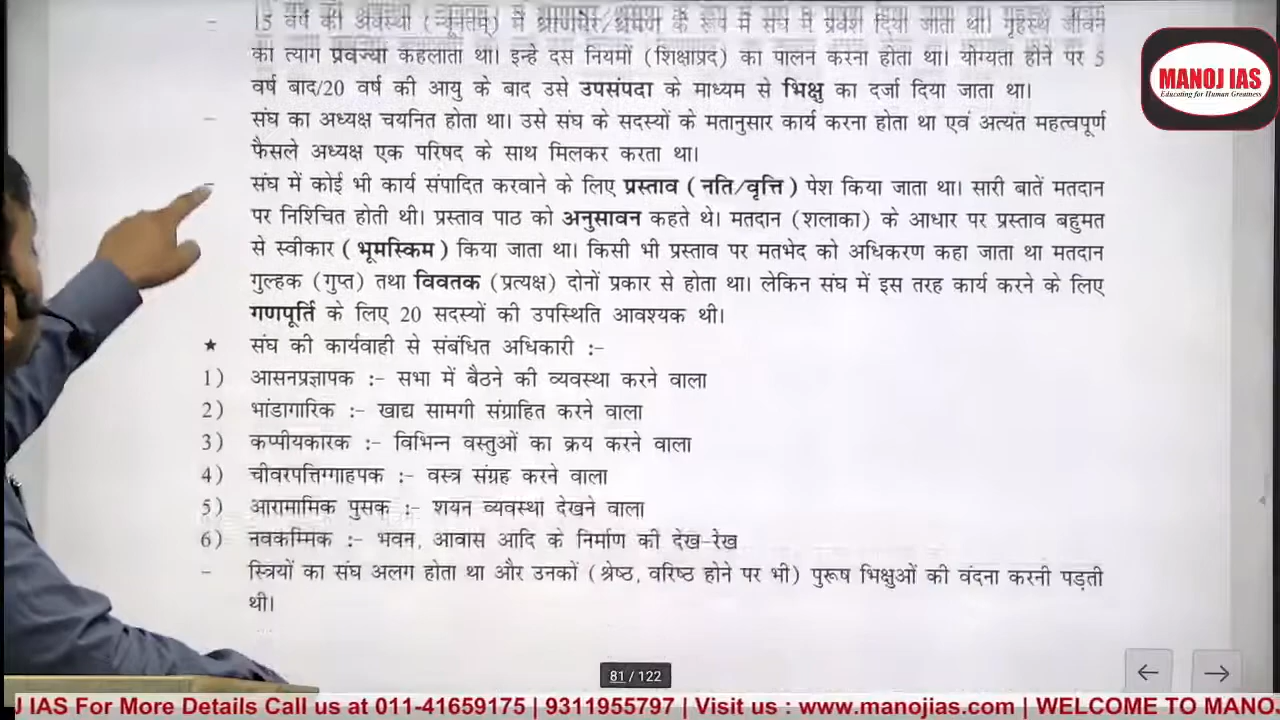 - 15 वर्ष की अवस्था (न्यूनतम) में श्रामणेर/श्रमणा के रूप में संघ में प्रवेश दिया जाता था। गृहस्थ जीवन
का त्याग प्रवज्या कहलाता था। इन्हे दस नियमों (शिक्षाप्रद) का पालन करना होता था। योग्यता होने पर 5
वर्ष बाद/20 वर्ष की आयु के बाद उसे उपसंपदा के माध्यम से भिक्षु का दर्जा दिया जाता था।
- संघ का अध्यक्ष चयनित होता था। उसे संघ के सदस्यों के मतानुसार कार्य करना होता था एवं अत्यंत महत्वपूर्ण
फैसले अध्यक्ष एक परिषद के साथ मिलकर करता था।
- संघ में कोई भी कार्य संपादित करवाने के लिए प्रस्ताव (नति/वृत्ति) पेश किया जाता था। सारी बातें मतदान
पर निशिचित होती थी। प्रस्ताव पाठ को अनुसावन कहते थे। मतदान (शलाका) के आधार पर प्रस्ताव बहुमत
से स्वीकार (भूमस्किम) किया जाता था। किसी भी प्रस्ताव पर मतभेद को अधिकरण कहा जाता था मतदान
गुल्हक (गुप्त) तथा विवतक (प्रत्यक्ष) दोनों प्रकार से होता था। लेकिन संघ में इस तरह कार्य करने के लिए
गणपूर्ति के लिए 20 सदस्यों की उपस्थिति आवश्यक थी।
★ संघ की कार्यवाही से संबंधित अधिकारी :-
1) आसनप्रज्ञापक :- सभा में बैठने की व्यवस्था करने वाला
2) भांडागारिक :- खाद्य सामगी संग्राहित करने वाला
3) कप्पीयकारक :- विभिन्न वस्तुओं का क्रय करने वाला
4) चीवरपत्तिग्गाहपक :- वस्त्र संग्रह करने वाला
5) आरामामिक पुसक :- शयन व्यवस्था देखने वाला
6) नवकम्मिक :- भवन, आवास आदि के निर्माण की देख-रेख
- स्त्रियों का संघ अलग होता था और उनकों (श्रेष्ठ, वरिष्ठ होने पर भी) पुरूष भिक्षुओं की वंदना करनी पड़ती
थी।
MANOJ IAS
Educating for Human Greatness
81 / 122
J IAS For More Details Call us at 011-41659175 | 9311955797 | Visit us : www.manojias.com | WELCOME TO MANOJ